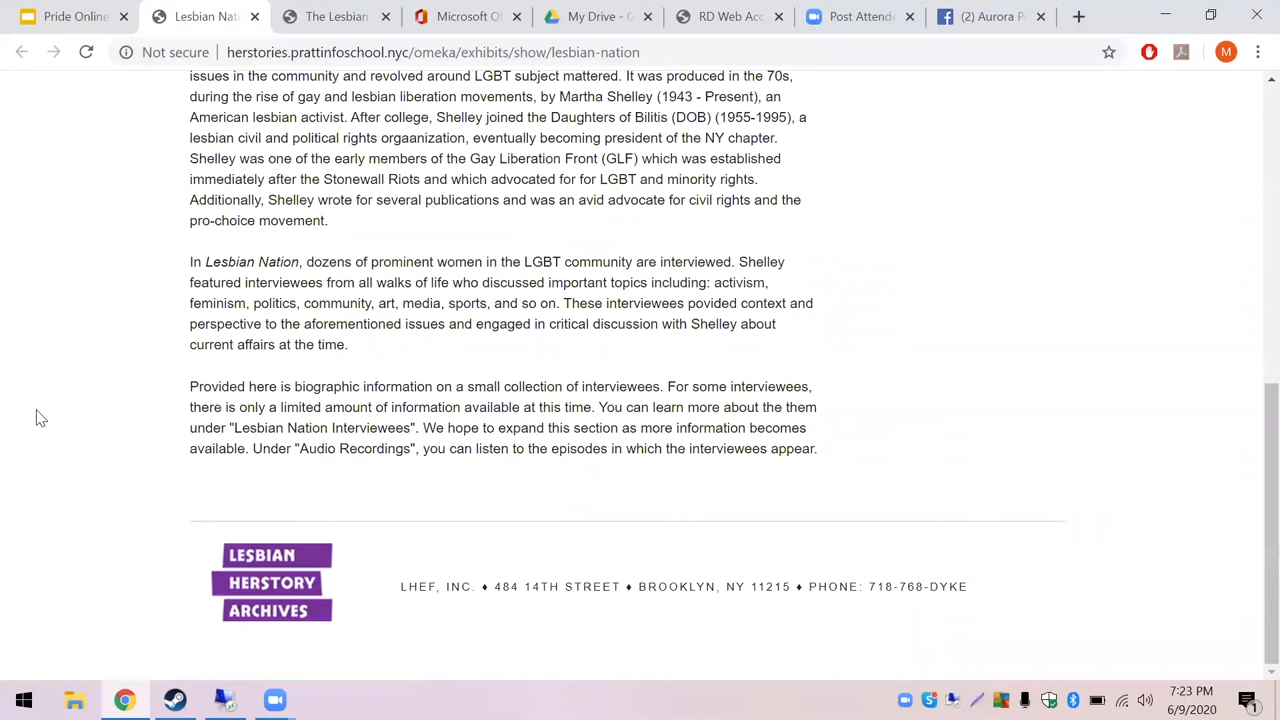 Pride Online
Lesbian Nati
The Lesbian
Microsoft O
My Drive - G
RD Web Acc
Post Attende
(2) Aurora P
Not secure
herstories.prattinfoschool.nyc/omeka/exhibits/show/lesbian-nation
M
issues in the community and revolved around LGBT subject mattered. It was produced in the 70s,
during the rise of gay and lesbian liberation movements, by Martha Shelley (1943 - Present), an
American lesbian activist. After college, Shelley joined the Daughters of Bilitis (DOB) (1955-1995), a
lesbian civil and political rights orgaanization, eventually becoming president of the NY chapter.
Shelley was one of the early members of the Gay Liberation Front (GLF) which was established
immediately after the Stonewall Riots and which advocated for for LGBT and minority rights.
Additionally, Shelley wrote for several publications and was an avid advocate for civil rights and the
pro-choice movement.
In Lesbian Nation, dozens of prominent women in the LGBT community are interviewed. Shelley
featured interviewees from all walks of life who discussed important topics including: activism,
feminism, politics, community, art, media, sports, and so on. These interviewees povided context and
perspective to the aforementioned issues and engaged in critical discussion with Shelley about
current affairs at the time.
Provided here is biographic information on a small collection of interviewees. For some interviewees,
there is only a limited amount of information available at this time. You can learn more about the them
under "Lesbian Nation Interviewees". We hope to expand this section as more information becomes
available. Under "Audio Recordings", you can listen to the episodes in which the interviewees appear.
LESBIAN
HERSTORY
ARCHIVES
LHEF, INC. ♦ 484 14TH STREET ♦ BROOKLYN, NY 11215 ♦ PHONE: 718-768-DYKE
7:23 PM
6/9/2020
1